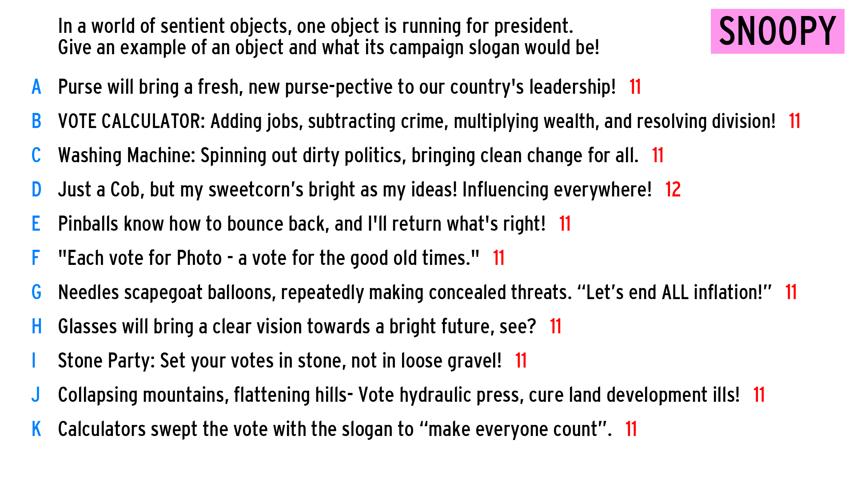 In a world of sentient objects, one object is running for president.
Give an example of an object and what its campaign slogan would be!
SNOOPY
A Purse will bring a fresh, new purse-pective to our country's leadership! 11
B VOTE CALCULATOR: Adding jobs, subtracting crime, multiplying wealth, and resolving division! 11
C Washing Machine: Spinning out dirty politics, bringing clean change for all. 11
D Just a Cob, but my sweetcorn’s bright as my ideas! Influencing everywhere! 12
E Pinballs know how to bounce back, and I'll return what's right! 11
F "Each vote for Photo - a vote for the good old times." 11
G Needles scapegoat balloons, repeatedly making concealed threats. “Let’s end ALL inflation!” 11
H Glasses will bring a clear vision towards a bright future, see? 11
I Stone Party: Set your votes in stone, not in loose gravel! 11
J Collapsing mountains, flattening hills- Vote hydraulic press, cure land development ills! 11
K Calculators swept the vote with the slogan to “make everyone count”. 11